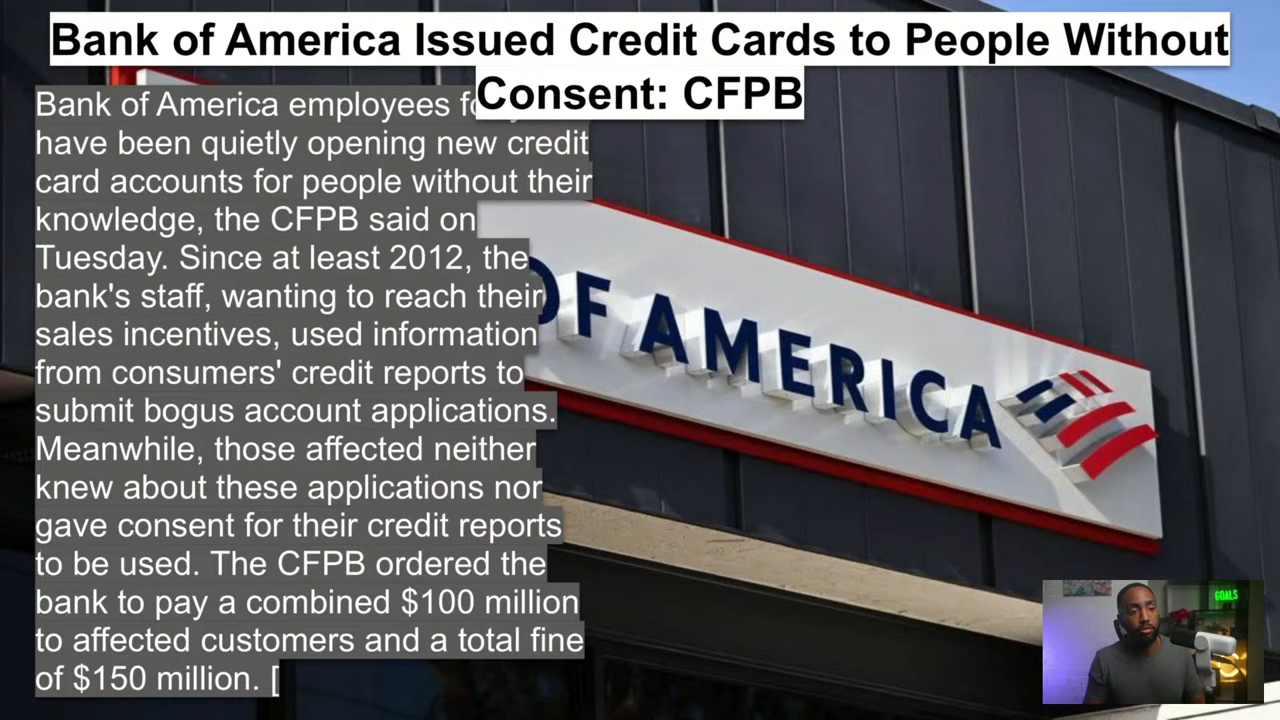 Bank of America Issued Credit Cards to People Without
Consent: CFPB
Bank of America employees
have been quietly opening new credit
card accounts for people without their
knowledge, the CFPB said on
Tuesday. Since at least 2012, the
bank's staff, wanting to reach their
sales incentives, used information
from consumers' credit reports to
submit bogus account applications.
Meanwhile, those affected neither
knew about these applications nor
gave consent for their credit reports
to be used. The CFPB ordered the
bank to pay a combined $100 million
to affected customers and a total fine
of $150 million. [
OF AMERICA
GOALS